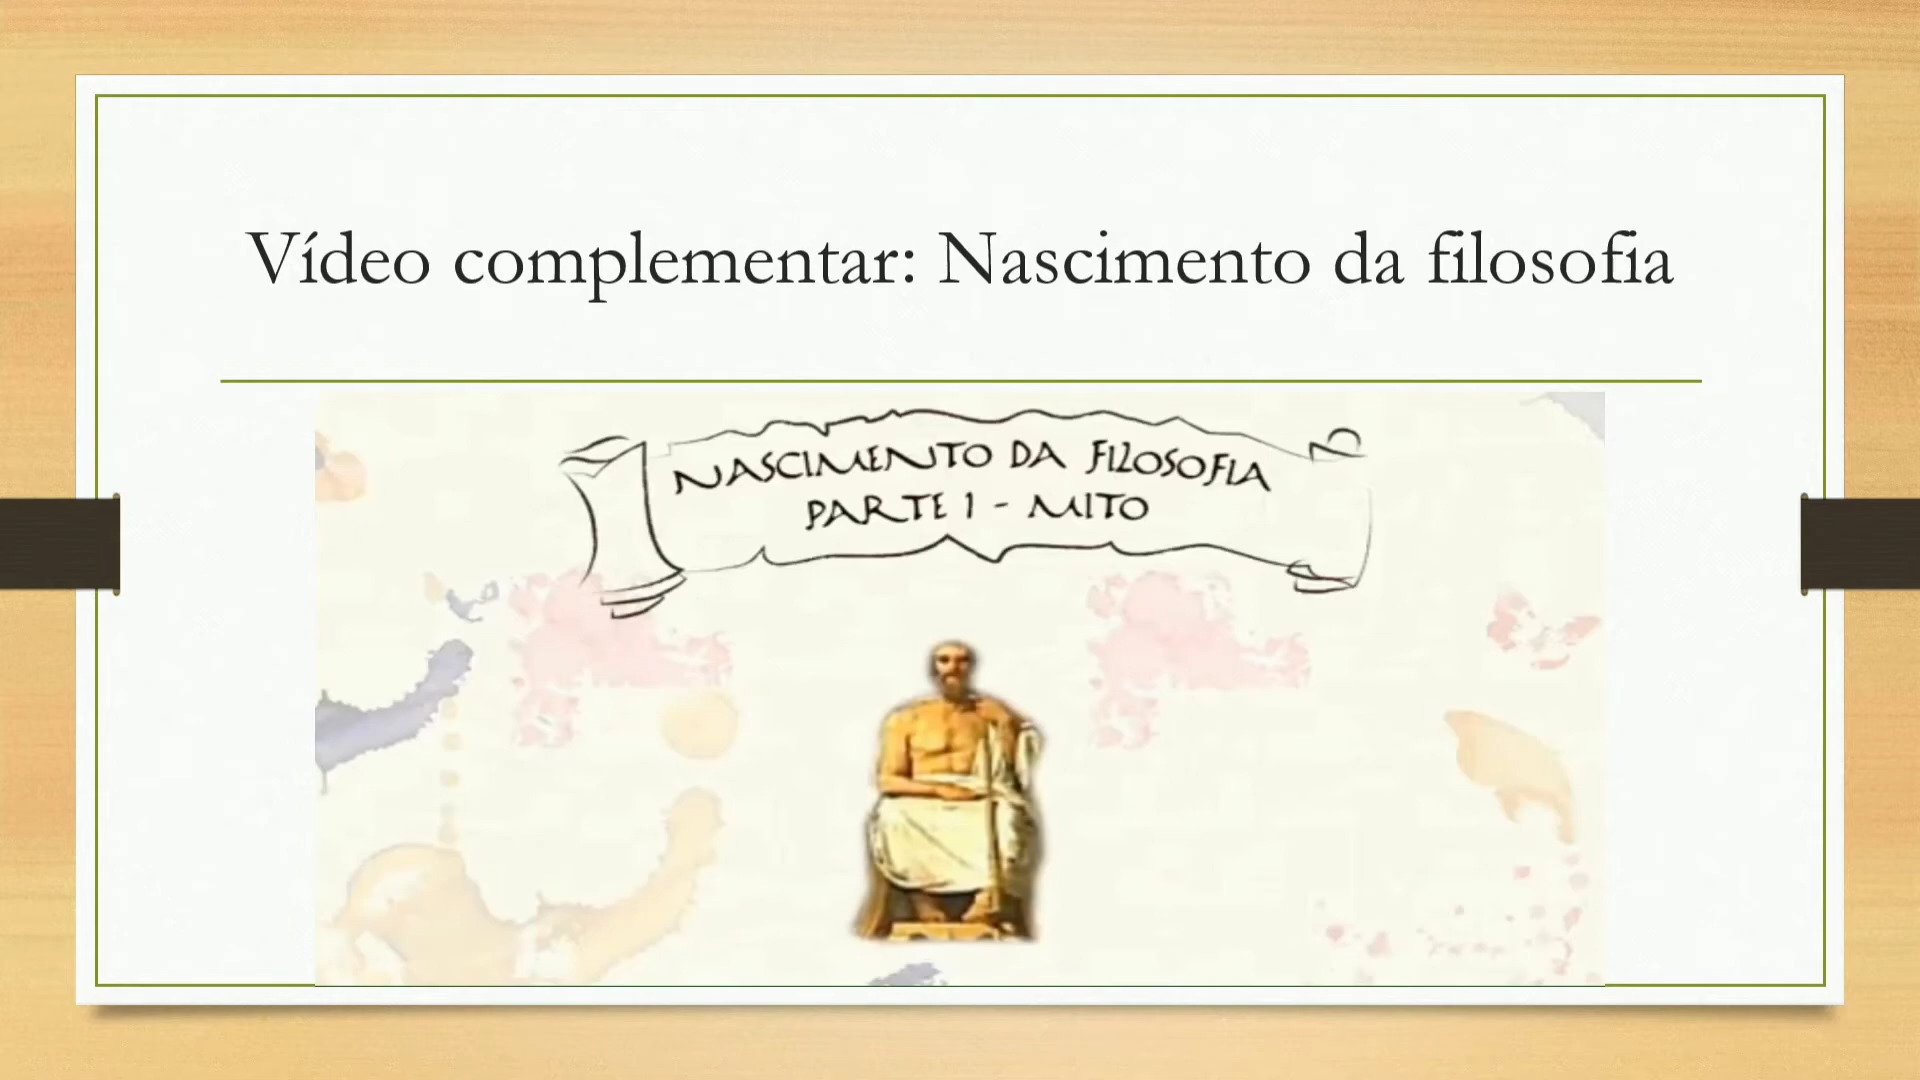 Vídeo complementar: Nascimento da filosofia
NASCIMENTO DA FILOSOFIA
PARTE 1 - MITO